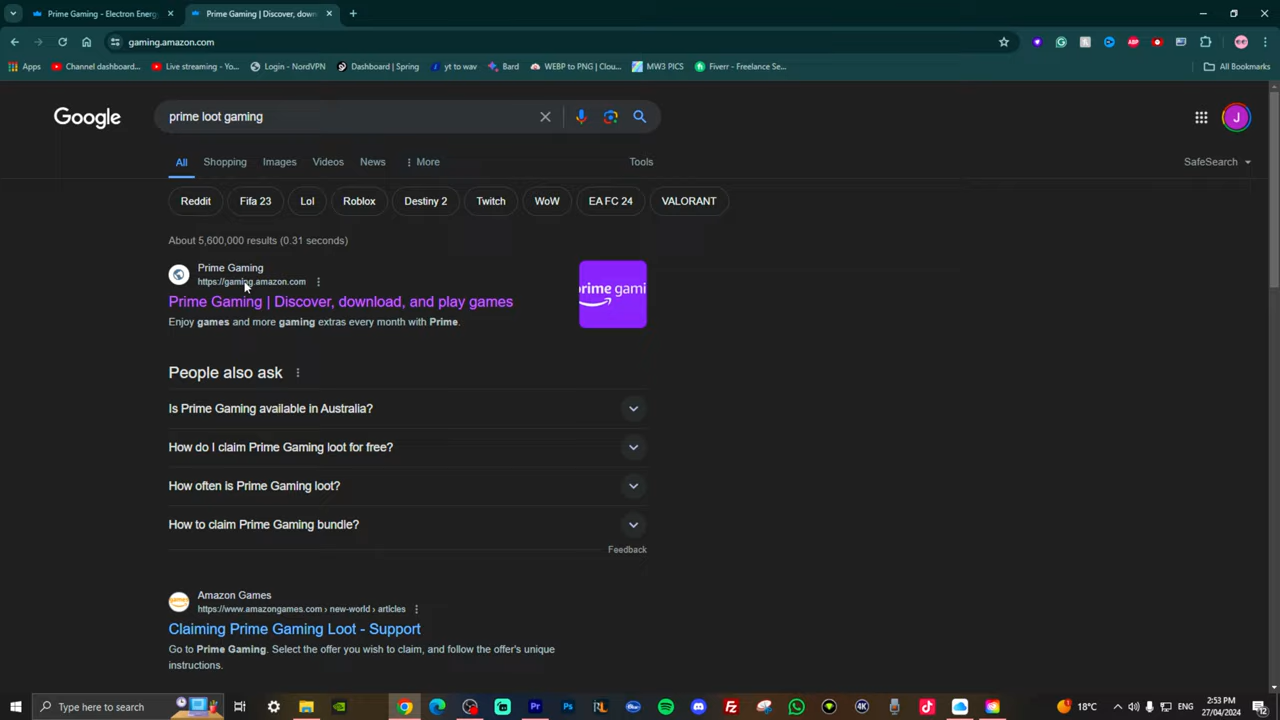 Prime Gaming - Electron Energ
Prime Gaming | Discover, down
gaming.amazon.com
Apps
Channel dashboard...
Live streaming - Yo...
Login - NordVPN
Dashboard | Spring
yt to wav
Bard
WEBP to PNG | Clou...
MW3 PICS
Fiverr - Freelance Se...
All Bookmarks
Google
prime loot gaming
J
All
Shopping
Images
Videos
News
More
Tools
SafeSearch
Reddit
Fifa 23
Lol
Roblox
Destiny 2
Twitch
WoW
EA FC 24
VALORANT
About 5,600,000 results (0.31 seconds)
Prime Gaming
https://gaming.amazon.com
Prime Gaming | Discover, download, and play games
Enjoy games and more gaming extras every month with Prime.
prime gami
People also ask
Is Prime Gaming available in Australia?
How do I claim Prime Gaming loot for free?
How often is Prime Gaming loot?
How to claim Prime Gaming bundle?
Feedback
games
Amazon Games
https://www.amazongames.com › new-world › articles
Claiming Prime Gaming Loot - Support
Go to Prime Gaming. Select the offer you wish to claim, and follow the offer's unique
instructions.
Type here to search
Pr
Ps
4K
18°C
ENG
2:53 PM
27/04/2024